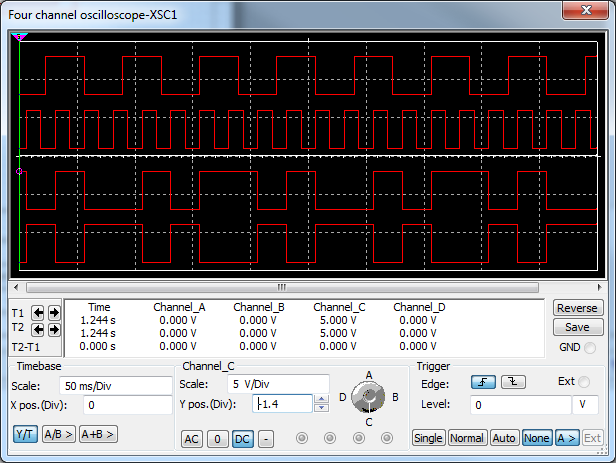 Four channel oscilloscope-XSC1
Time Channel_A Channel_B Channel_C Channel_D
T1 1.244 s 0.000 V 0.000 V 5.000 V 0.000 V
T2 1.244 s 0.000 V 0.000 V 5.000 V 0.000 V
T2-T1 0.000 s 0.000 V 0.000 V 0.000 V 0.000 V
Reverse
Save
GND
Timebase
Scale: 50 ms/Div
X pos.(Div): 0
Y/T A/B > A+B >
Channel_C
Scale: 5 V/Div
Y pos.(Div): -1.4
AC 0 DC -
A
D B
C
Trigger
Edge: Ext
Level: 0 V
Single Normal Auto None A > Ext